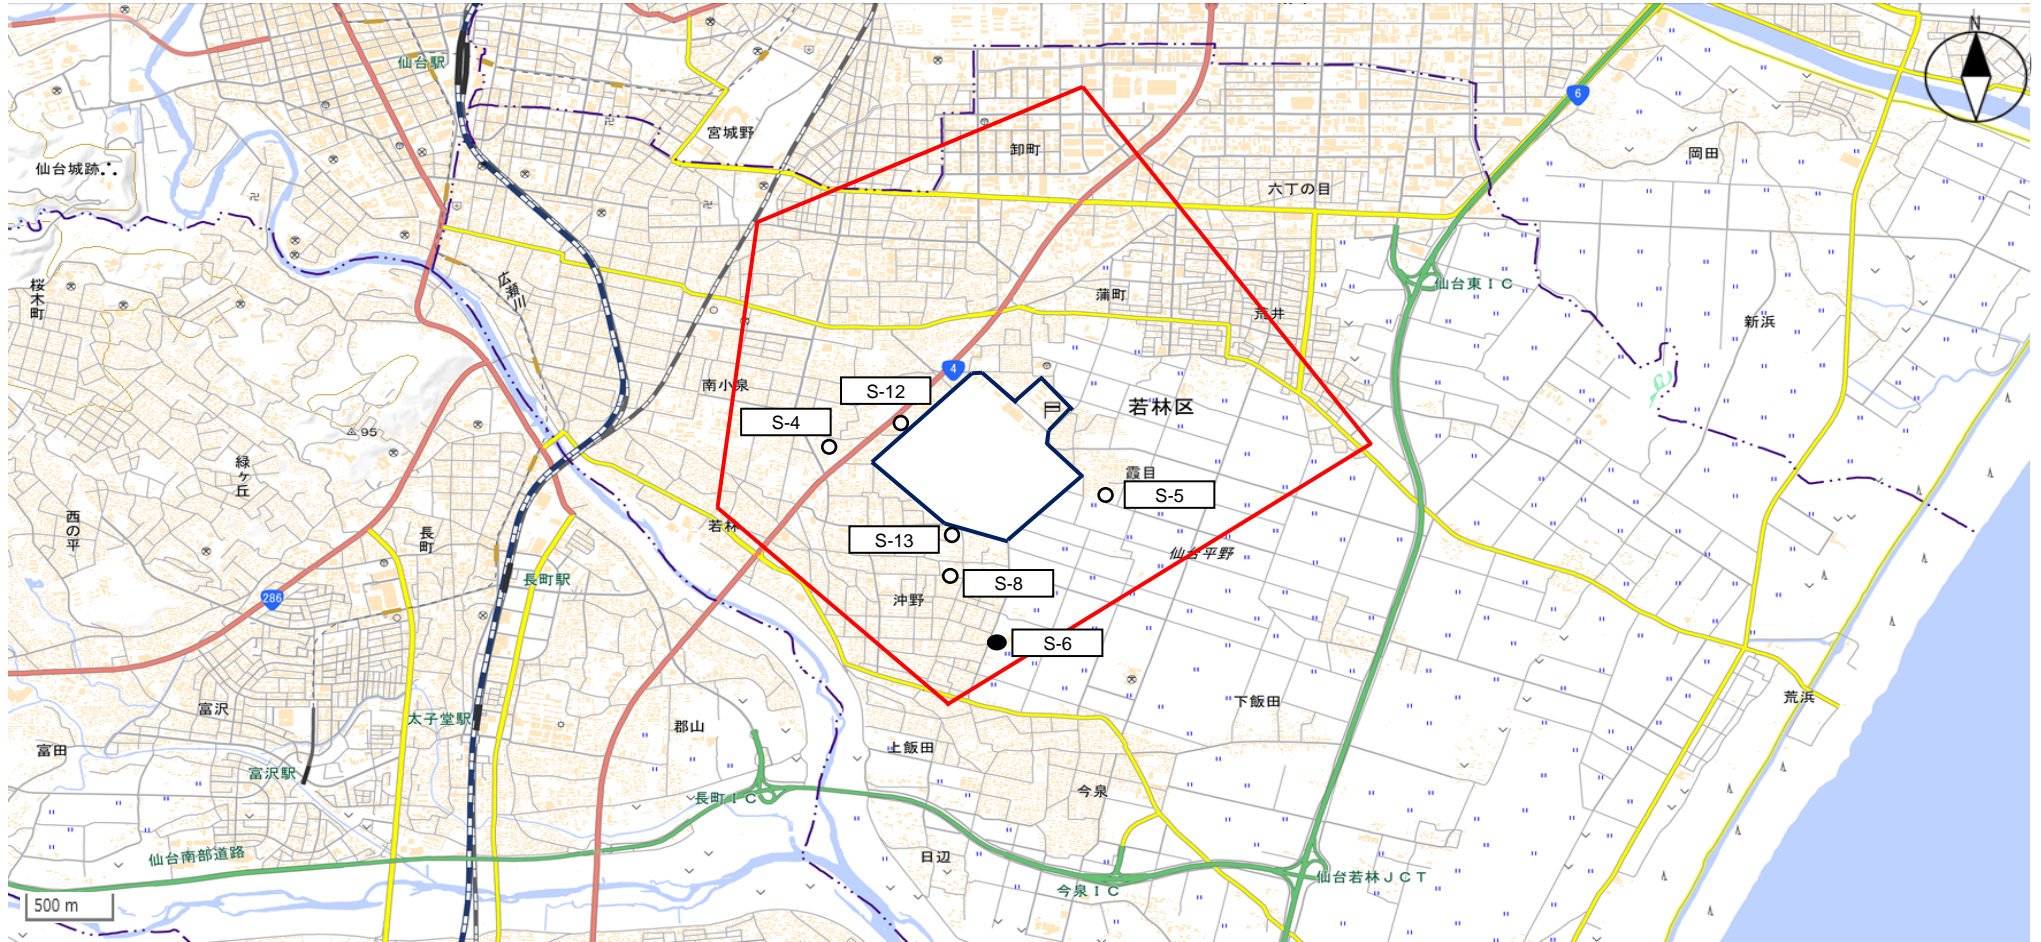 N
仙台駅
6
宮城野
卸町
岡田
仙台城跡
六丁の目
広瀬川
桜木町
仙台東ＩＣ
蒲町
荒井
新浜
4
南小泉
S-12
S-4
若林区
95
緑ヶ丘
霞目
S-5
西の平
長町
若林
S-13
仙台平野
長町駅
S-8
286
沖野
S-6
富沢
太子堂駅
郡山
下飯田
荒浜
富田
上飯田
富沢駅
長町ＩＣ
今泉
仙台南部道路
日辺
今泉ＩＣ
仙台若林ＪＣＴ
500 m